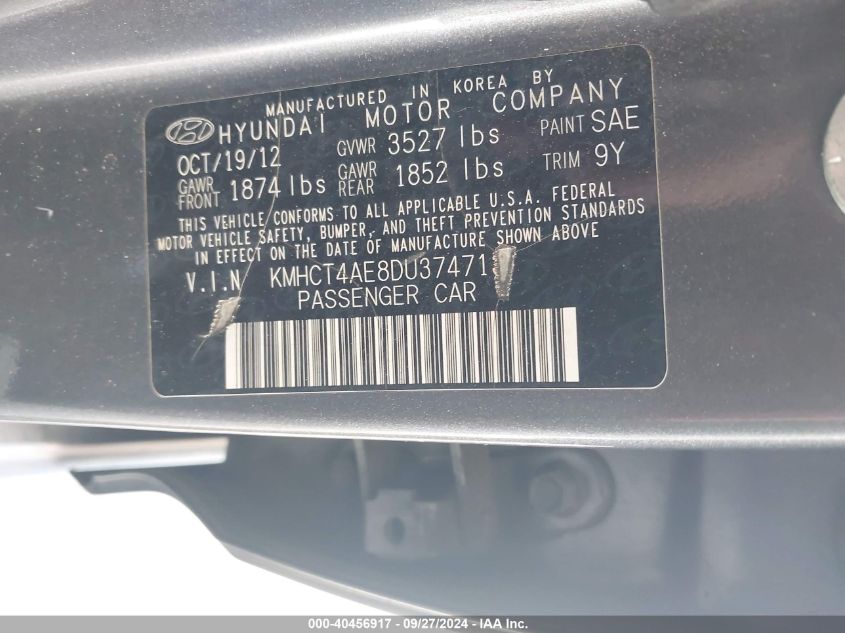 MANUFACTURED IN KOREA BY
HYUNDAI MOTOR COMPANY
OCT/19/12 GVWR 3527 lbs PAINT SAE
GAWR FRONT 1874 lbs GAWR REAR 1852 lbs TRIM 9Y
THIS VEHICLE CONFORMS TO ALL APPLICABLE U.S.A. FEDERAL
MOTOR VEHICLE SAFETY, BUMPER, AND THEFT PREVENTION STANDARDS
IN EFFECT ON THE DATE OF MANUFACTURE SHOWN ABOVE
V.I.N KMHCT4AE8DU37471
PASSENGER CAR
000-40456917 - 09/27/2024 - IAA Inc.